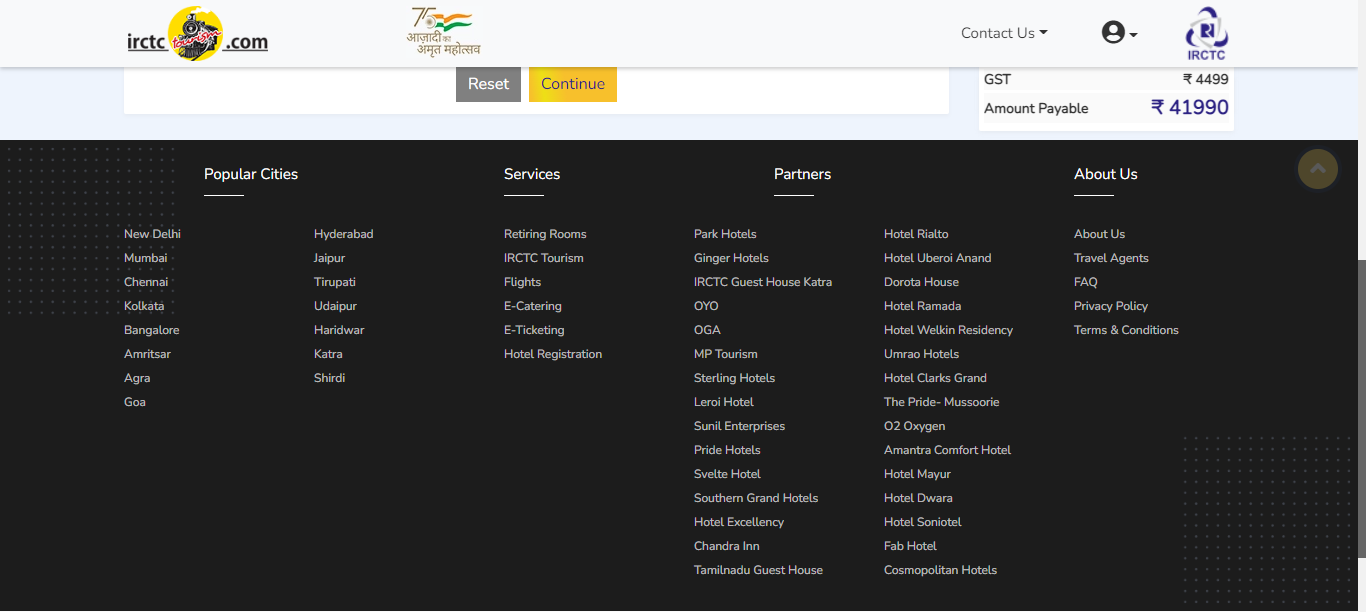 irctc tourism .com
75
आज़ादी का
अमृत महोत्सव
Contact Us
IRCTC
Reset
Continue
GST ₹ 4499
Amount Payable ₹ 41990
Popular Cities
New Delhi
Mumbai
Chennai
Kolkata
Bangalore
Amritsar
Agra
Goa
Hyderabad
Jaipur
Tirupati
Udaipur
Haridwar
Katra
Shirdi
Services
Retiring Rooms
IRCTC Tourism
Flights
E-Catering
E-Ticketing
Hotel Registration
Partners
Park Hotels
Ginger Hotels
IRCTC Guest House Katra
OYO
OGA
MP Tourism
Sterling Hotels
Leroi Hotel
Sunil Enterprises
Pride Hotels
Svelte Hotel
Southern Grand Hotels
Hotel Excellency
Chandra Inn
Tamilnadu Guest House
Hotel Rialto
Hotel Uberoi Anand
Dorota House
Hotel Ramada
Hotel Welkin Residency
Umrao Hotels
Hotel Clarks Grand
The Pride- Mussoorie
O2 Oxygen
Amantra Comfort Hotel
Hotel Mayur
Hotel Dwara
Hotel Soniotel
Fab Hotel
Cosmopolitan Hotels
About Us
About Us
Travel Agents
FAQ
Privacy Policy
Terms & Conditions